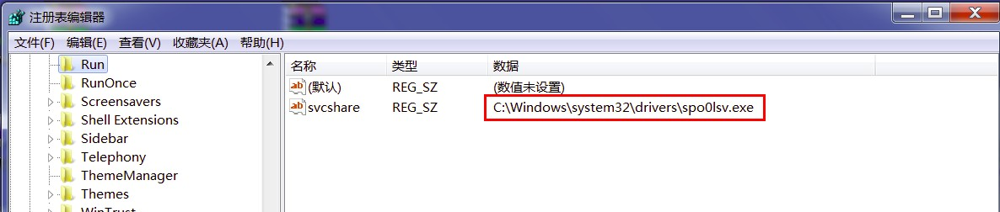 注册表编辑器
文件(F) 编辑(E) 查看(V) 收藏夹(A) 帮助(H)
Run
RunOnce
Screensavers
Shell Extensions
Sidebar
Telephony
ThemeManager
Themes
WinTrust
名称 类型 数据
ab (默认) REG_SZ (数值未设置)
ab svcshare REG_SZ C:\Windows\system32\drivers\spo0lsv.exe